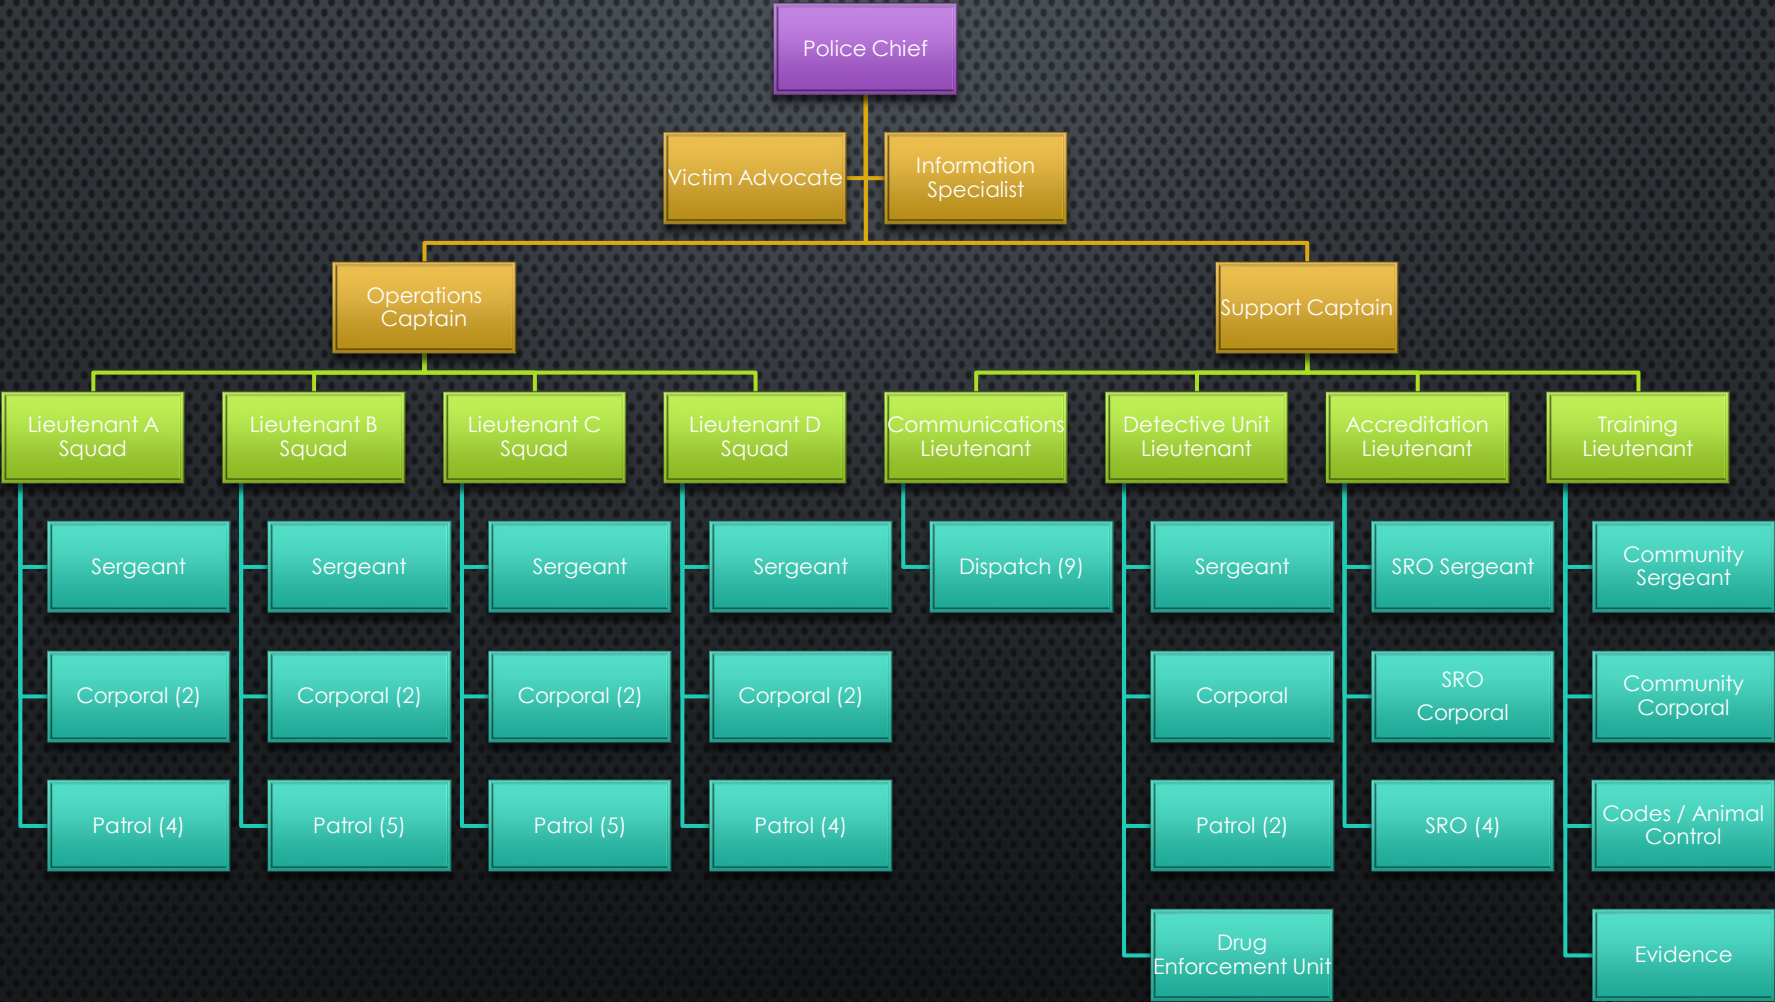 Police Chief
Victim Advocate
Information
Specialist
Operations
Captain
Support Captain
Lieutenant A
Squad
Lieutenant B
Squad
Lieutenant C
Squad
Lieutenant D
Squad
Communications
Lieutenant
Detective Unit
Lieutenant
Accreditation
Lieutenant
Training
Lieutenant
Sergeant
Sergeant
Sergeant
Sergeant
Dispatch (9)
Sergeant
SRO Sergeant
Community
Sergeant
Corporal (2)
Corporal (2)
Corporal (2)
Corporal (2)
Corporal
SRO
Corporal
Community
Corporal
Patrol (4)
Patrol (5)
Patrol (5)
Patrol (4)
Patrol (2)
SRO (4)
Codes / Animal
Control
Drug
Enforcement Unit
Evidence